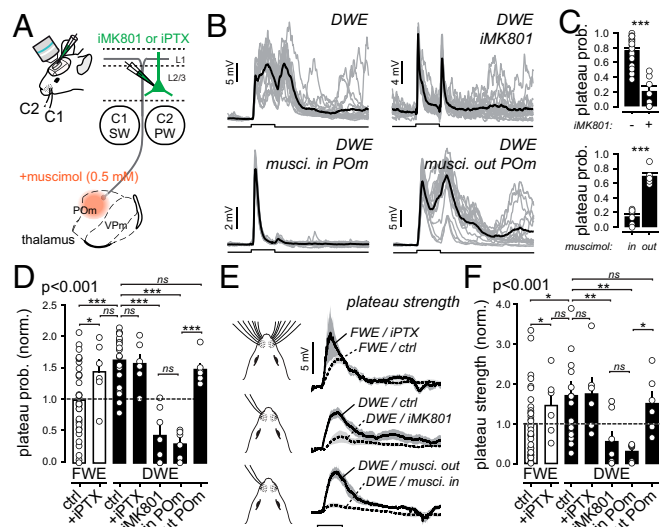 A
iMK801 or iPTX
L1
L2/3
C2
C1
C1
SW
C2
PW
+muscimol (0.5 mM)
POm
VPm
thalamus
B
DWE
5 mV
DWE
iMK801
4 mV
DWE
musci. in POm
2 mV
DWE
musci. out POm
5 mV
C
***
plateau prob.
1.0
0.8
0.6
0.4
0.2
0
iMK801: - +
***
plateau prob.
1.0
0.8
0.6
0.4
0.2
0
muscimol: in out
D
p<0.001
ns
***
***
***
ns
ns
*
ns
***
plateau prob. (norm.)
2.5
2.0
1.5
1.0
0.5
0.0
FWE
DWE
ctrl
+iPTX
ctrl
+iPTX
iMK801
in POm
out POm
E
plateau strength
5 mV
FWE / iPTX
FWE / ctrl
DWE / ctrl
DWE / iMK801
DWE / musci. out
DWE / musci. in
F
p<0.001
ns
**
*
**
*
ns
ns
*
ns
plateau strength (norm.)
4.0
3.0
2.0
1.0
0.0
FWE
DWE
ctrl
+iPTX
ctrl
+iPTX
iMK801
in POm
out POm